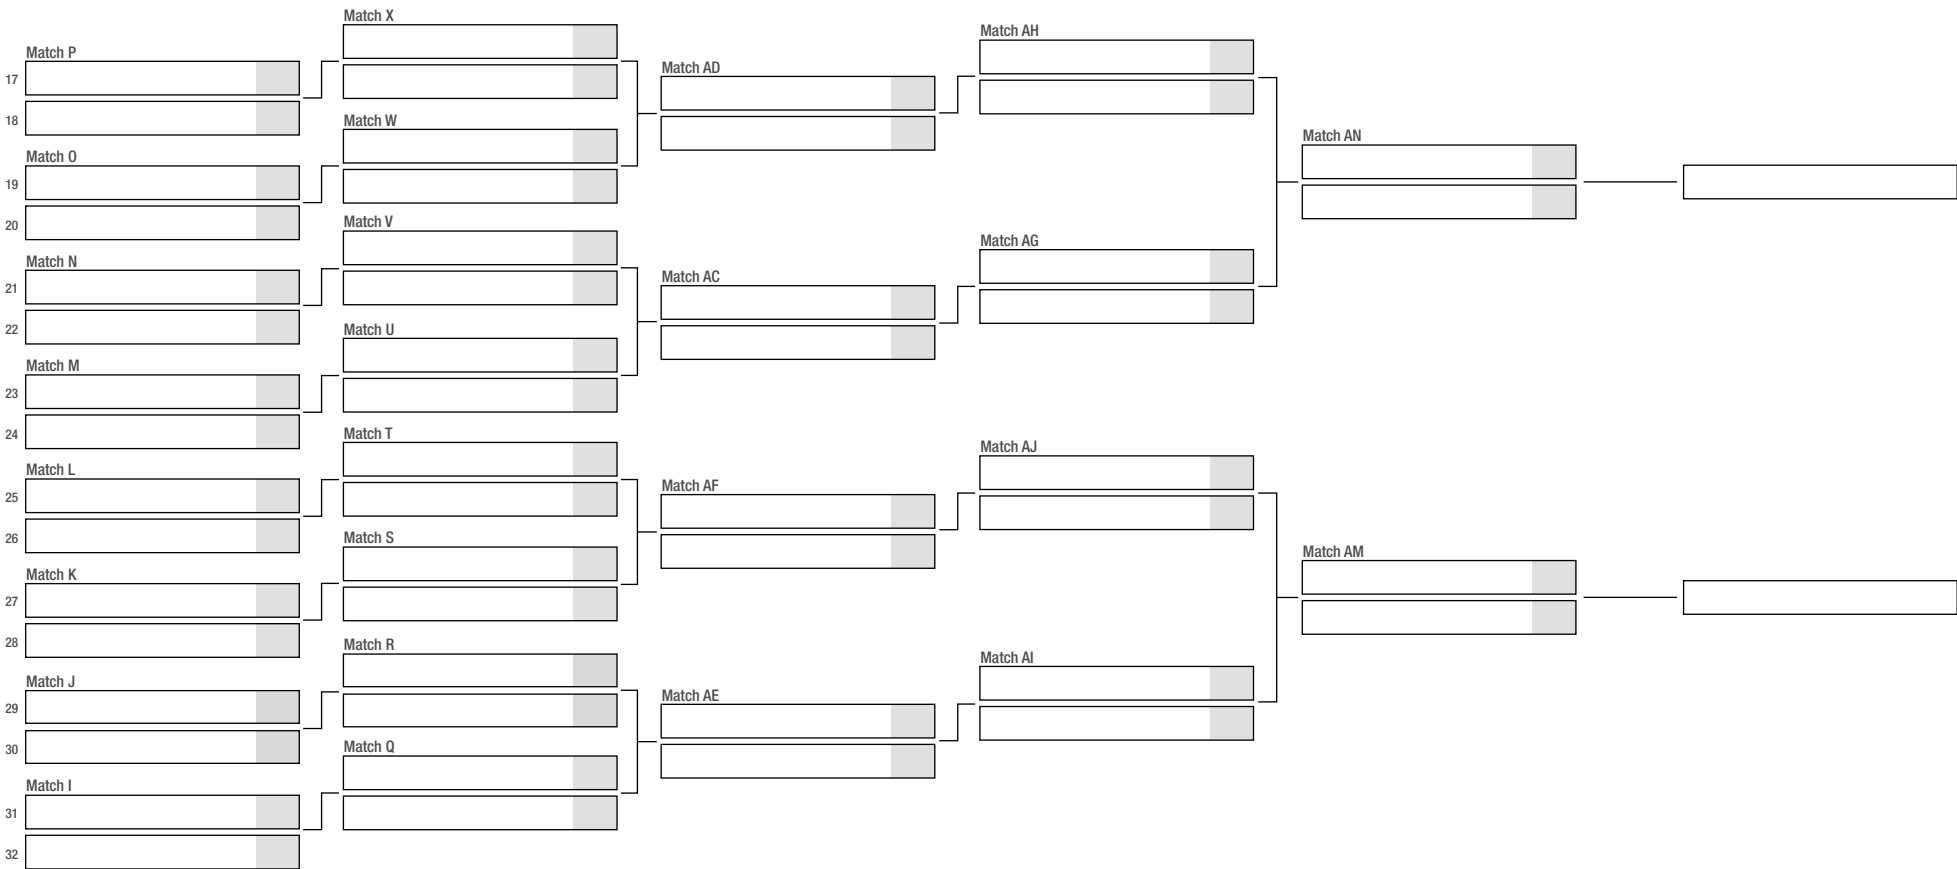 Match P
17
18
Match O
19
20
Match N
21
22
Match M
23
24
Match L
25
26
Match K
27
28
Match J
29
30
Match I
31
32
Match X
Match W
Match V
Match U
Match T
Match S
Match R
Match Q
Match AD
Match AC
Match AF
Match AE
Match AH
Match AG
Match AJ
Match AI
Match AN
Match AM